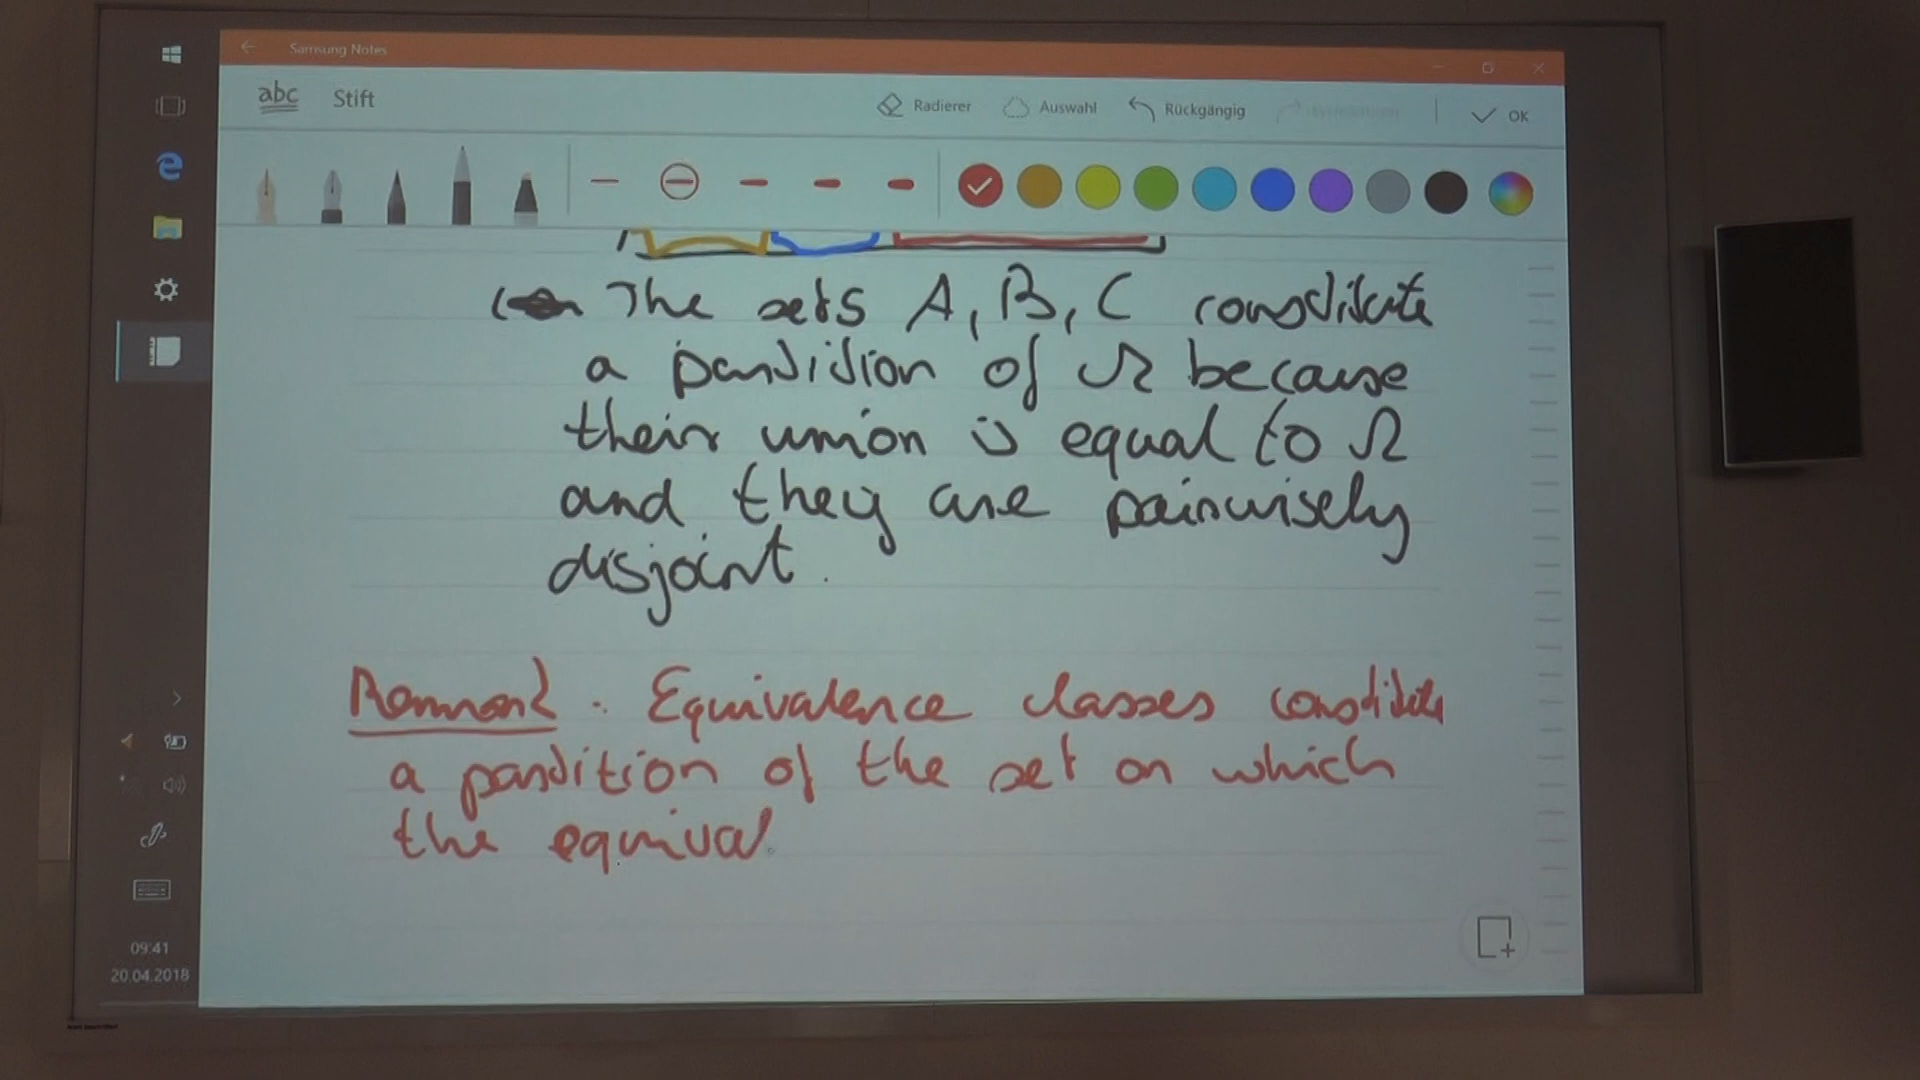 Samsung Notes
abc Stift Radierer Auswahl Rückgängig OK
The sets A, B, C constitute
a partition of Ω because
their union is equal to Ω
and they are pairwisely
disjoint.
Remark: Equivalence classes constitute
a partition of the set on which
the equival
09:41
20.04.2018